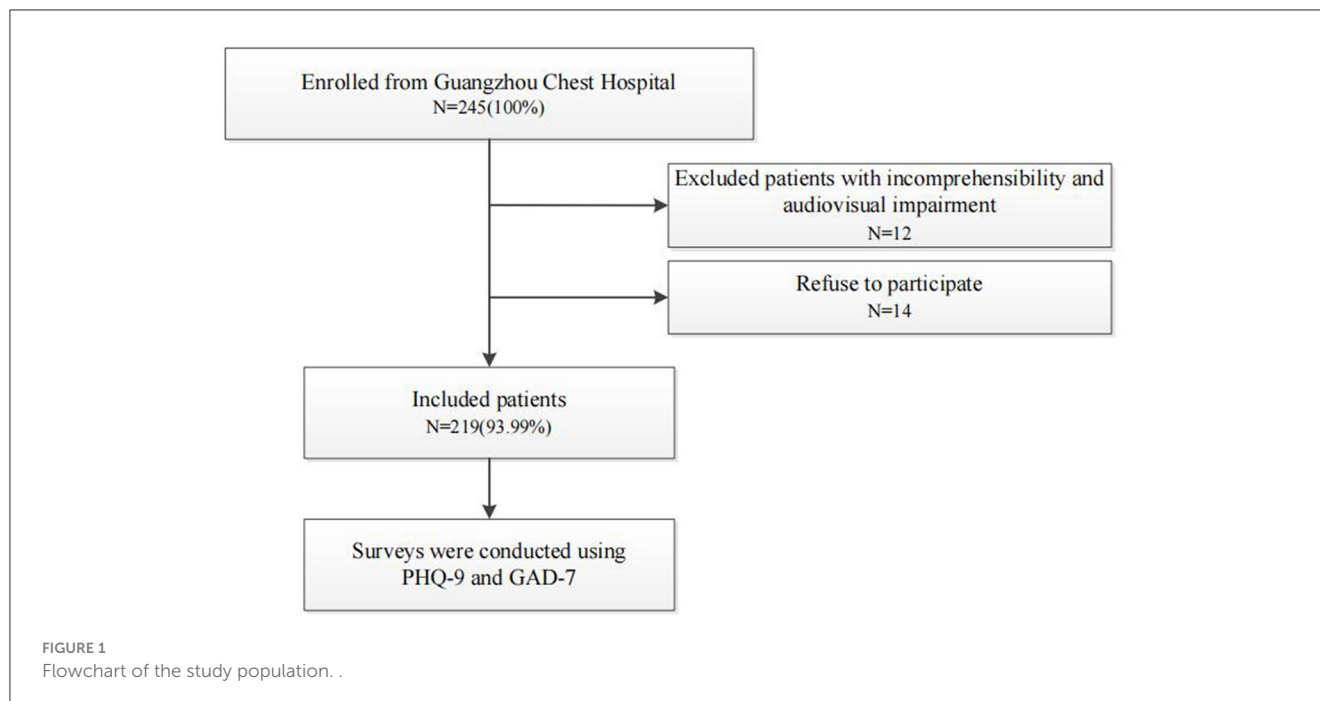 Enrolled from Guangzhou Chest Hospital
N=245(100%)
Excluded patients with incomprehensibility and
audiovisual impairment
N=12
Refuse to participate
N=14
Included patients
N=219(93.99%)
Surveys were conducted using
PHQ-9 and GAD-7
FIGURE 1
Flowchart of the study population. .